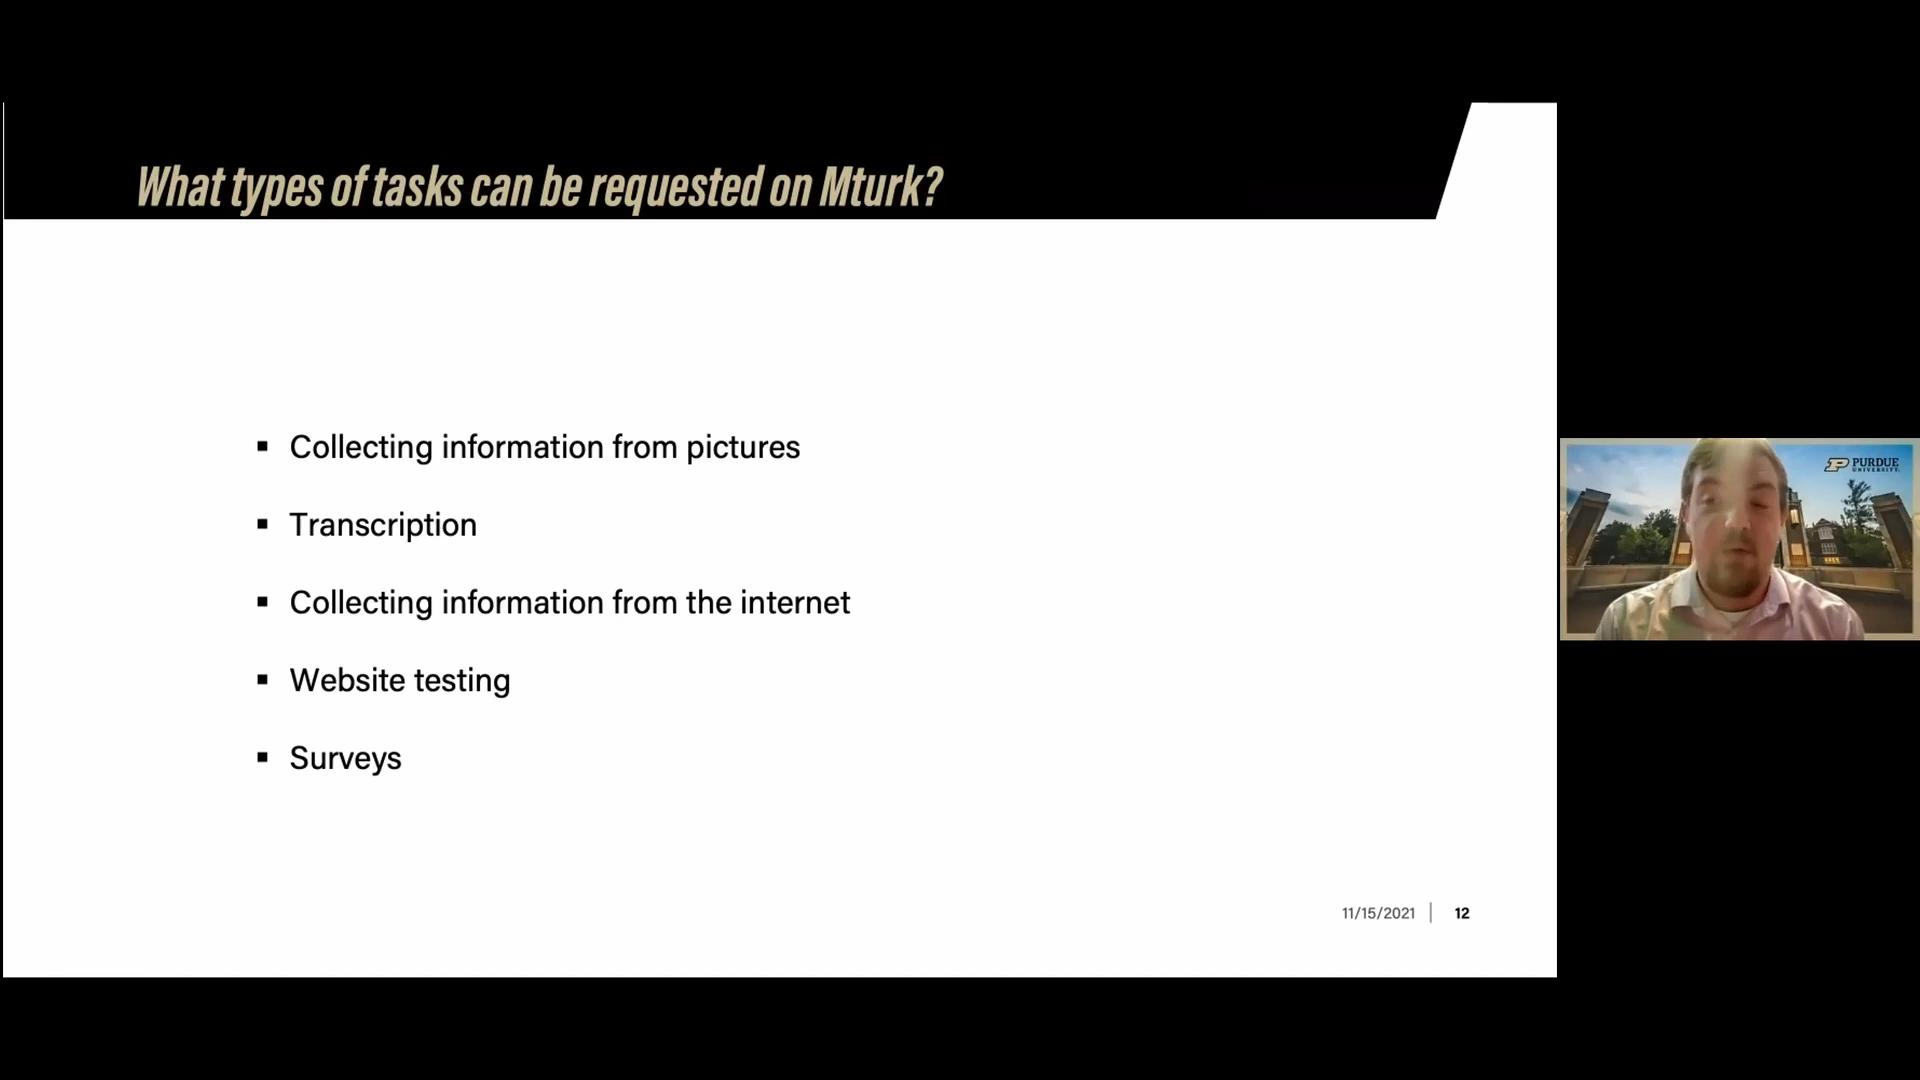 What types of tasks can be requested on Mturk?
▪ Collecting information from pictures
▪ Transcription
▪ Collecting information from the internet
▪ Website testing
▪ Surveys
11/15/2021 | 12
P PURDUE
UNIVERSITY